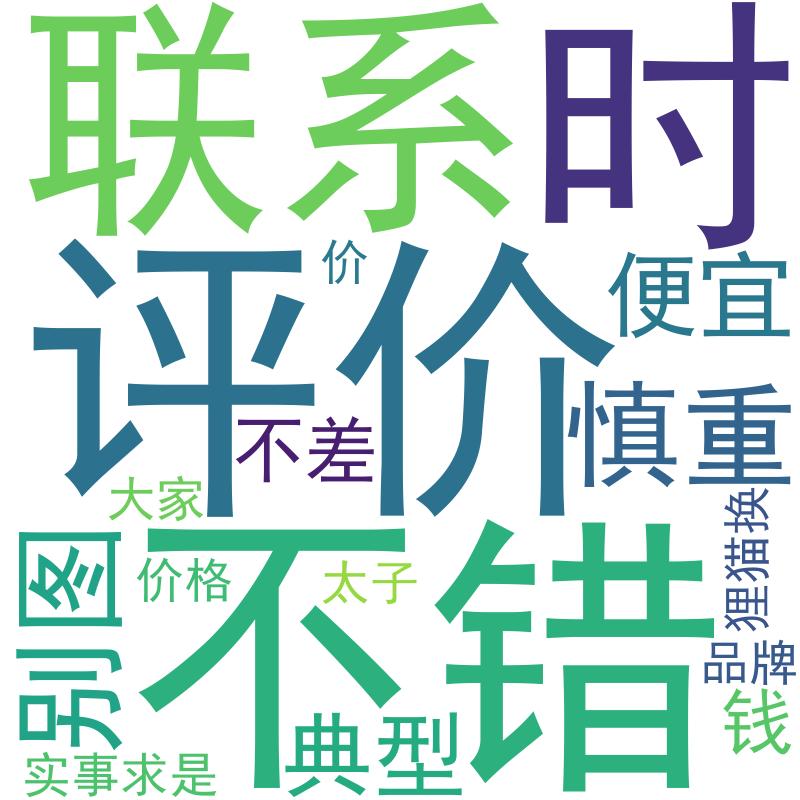 联系
时
评价
价
便宜
不差
慎重
大家
别图
不错
价格
太子
狸猫换
品牌
钱
典型
实事求是